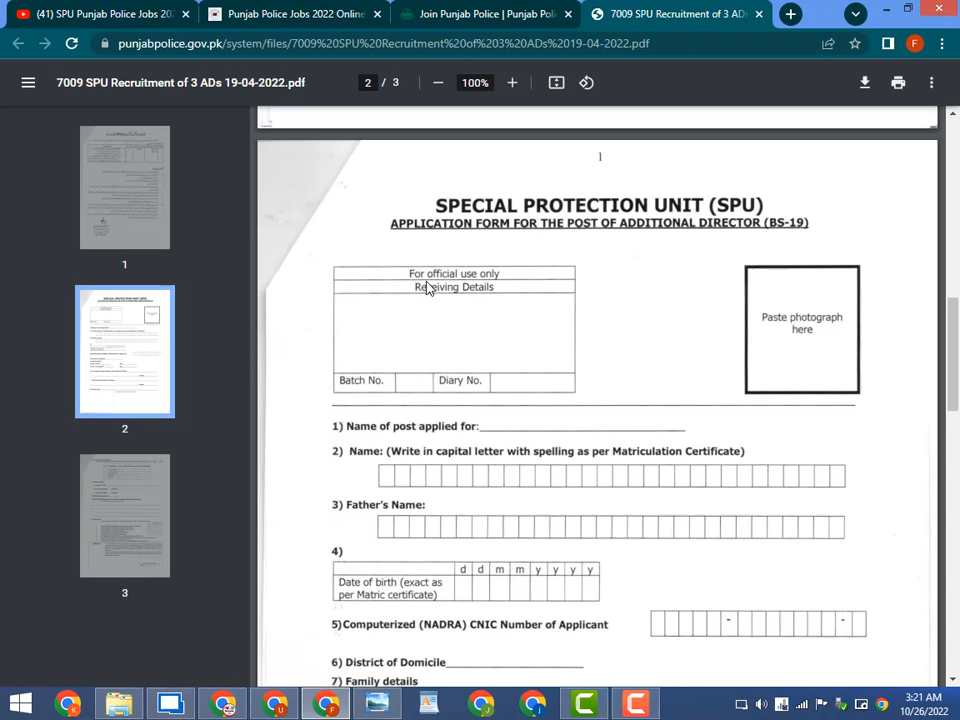 (41) SPU Punjab Police Jobs 202
Punjab Police Jobs 2022 Online
Join Punjab Police | Punjab Poli
7009 SPU Recruitment of 3 AD
punjabpolice.gov.pk/system/files/7009%20SPU%20Recruitment%20of%203%20ADs%2019-04-2022.pdf
F
7009 SPU Recruitment of 3 ADs 19-04-2022.pdf
2 / 3
100%
1
2
3
1
SPECIAL PROTECTION UNIT (SPU)
APPLICATION FORM FOR THE POST OF ADDITIONAL DIRECTOR (BS-19)
For official use only
Receiving Details
Batch No.
Diary No.
Paste photograph
here
1) Name of post applied for:
2) Name: (Write in capital letter with spelling as per Matriculation Certificate)
3) Father's Name:
4)
d d m m y y y y
Date of birth (exact as
per Matric certificate)
5)Computerized (NADRA) CNIC Number of Applicant
- -
6) District of Domicile
7) Family details
3:21 AM
10/26/2022